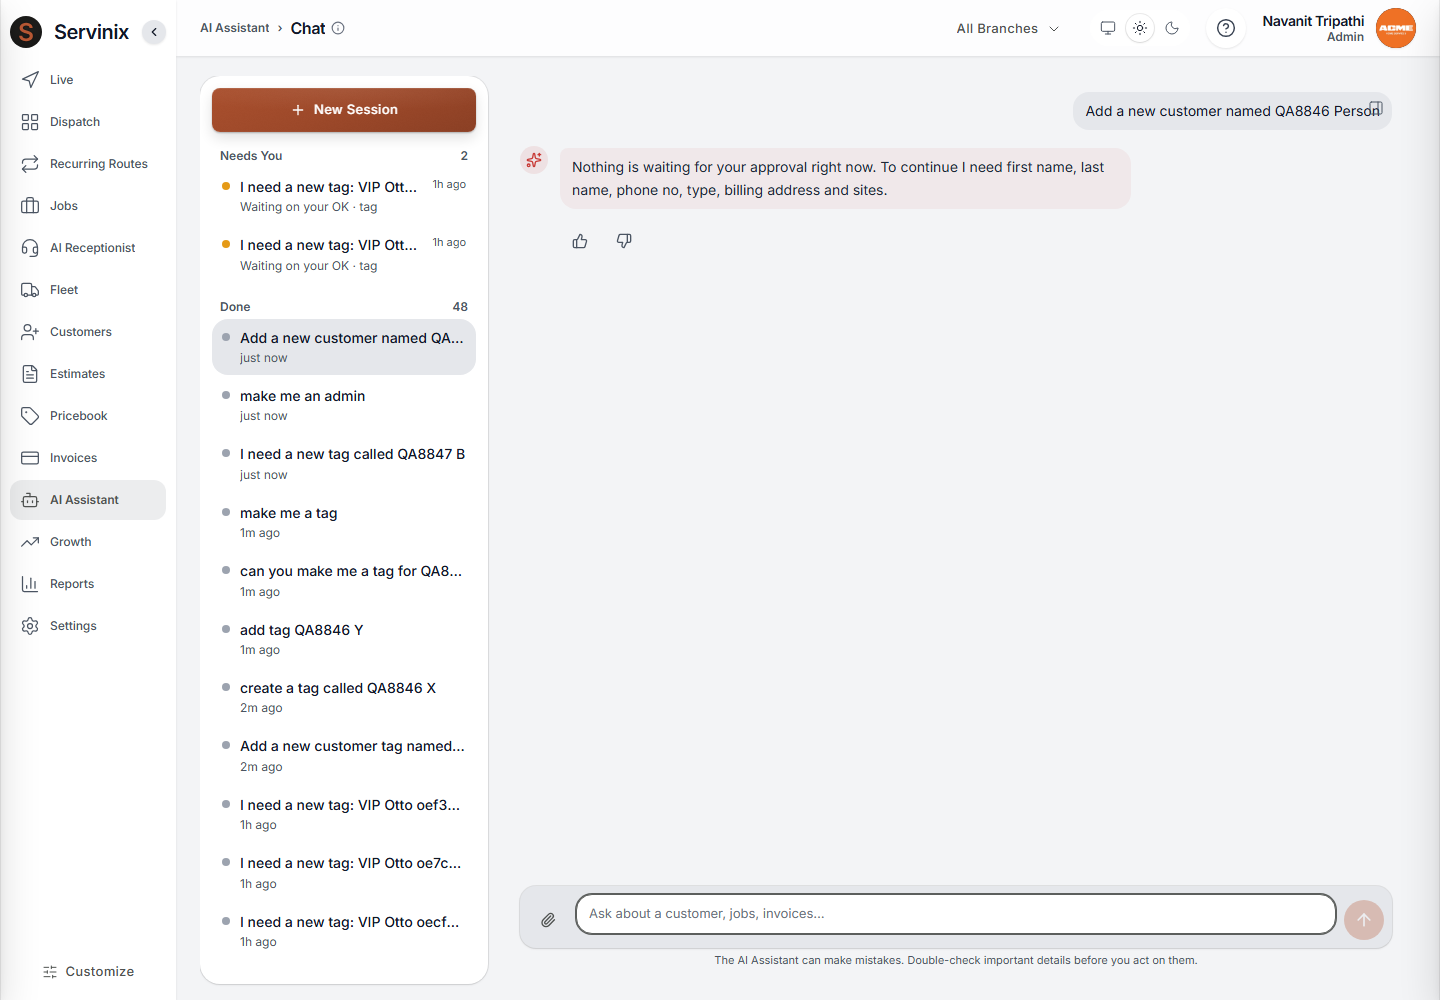 S Servinix
AI Assistant › Chat
All Branches
Navanit Tripathi
Admin
ACME
Live
Dispatch
Recurring Routes
Jobs
AI Receptionist
Fleet
Customers
Estimates
Pricebook
Invoices
AI Assistant
Growth
Reports
Settings
Customize
+ New Session
Needs You 2
I need a new tag: VIP Ott... 1h ago
Waiting on your OK · tag
I need a new tag: VIP Ott... 1h ago
Waiting on your OK · tag
Done 48
Add a new customer named QA...
just now
make me an admin
just now
I need a new tag called QA8847 B
just now
make me a tag
1m ago
can you make me a tag for QA8...
1m ago
add tag QA8846 Y
1m ago
create a tag called QA8846 X
2m ago
Add a new customer tag named...
2m ago
I need a new tag: VIP Otto oef3...
1h ago
I need a new tag: VIP Otto oe7c...
1h ago
I need a new tag: VIP Otto oecf...
1h ago
Add a new customer named QA8846 Person
Nothing is waiting for your approval right now. To continue I need first name, last
name, phone no, type, billing address and sites.
Ask about a customer, jobs, invoices...
The AI Assistant can make mistakes. Double-check important details before you act on them.